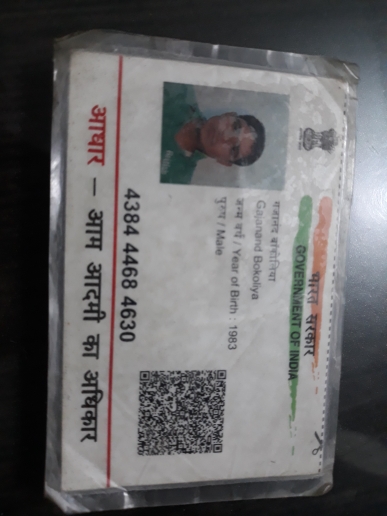 भारत सरकार
GOVERNMENT OF INDIA
गजानंद बोकोलिया
Gajanand Bokoliya
जन्म वर्ष / Year of Birth : 1983
पुरुष / Male
4384 4468 4630
आधार – आम आदमी का अधिकार